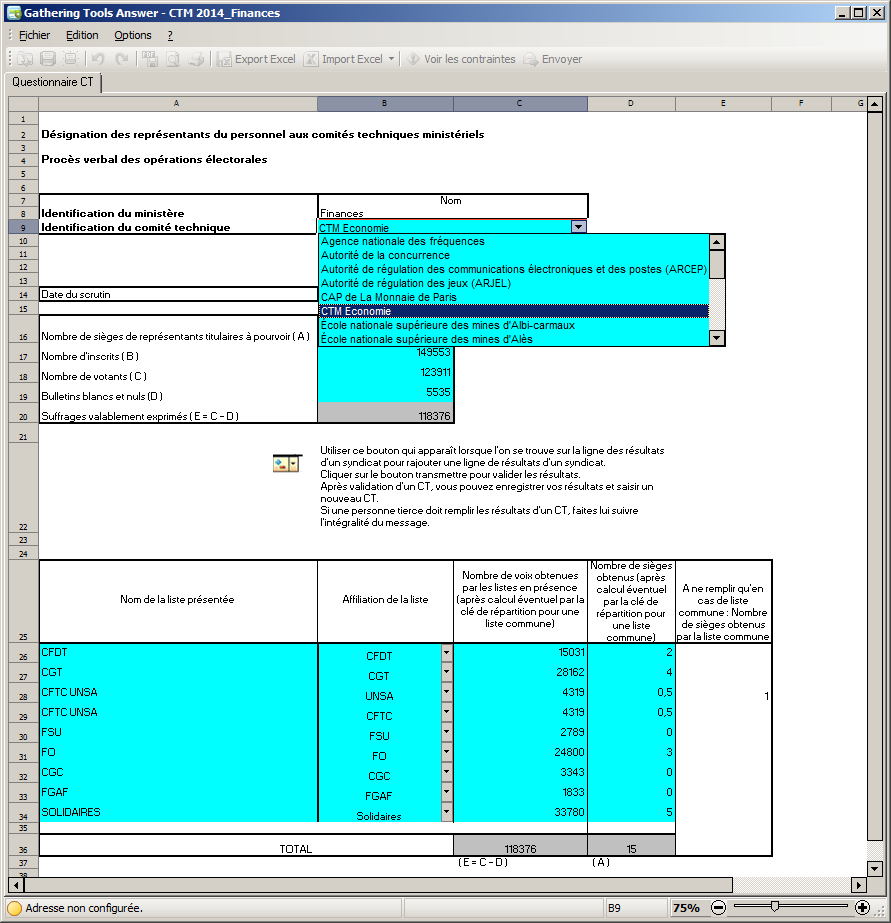 Gathering Tools Answer - CTM 2014_Finances
Fichier Edition Options ?
Export Excel Import Excel Voir les contraintes Envoyer
Questionnaire CT
A B C D E F G
1
2 Désignation des représentants du personnel aux comités techniques ministériels
3
4 Procès verbal des opérations électorales
5
6
7 Nom
8 Identification du ministère Finances
9 Identification du comité technique CTM Economie
10 Agence nationale des fréquences
11 Autorité de la concurrence
12 Autorité de régulation des communications électroniques et des postes (ARCEP)
13 Autorité de régulation des jeux (ARJEL)
14 Date du scrutin CAP de La Monnaie de Paris
15 CTM Economie
École nationale supérieure des mines d'Albi-carmaux
16 Nombre de sièges de représentants titulaires à pourvoir ( A ) École nationale supérieure des mines d'Alès
17 Nombre d'inscrits ( B ) 149553
18 Nombre de votants ( C ) 123911
19 Bulletins blancs et nuls ( D ) 5535
20 Suffrages valablement exprimés ( E = C - D ) 118376
21
Utiliser ce bouton qui apparaît lorsque l'on se trouve sur la ligne des résultats
d'un syndicat pour rajouter une ligne de résultats d'un syndicat.
Cliquer sur le bouton transmettre pour valider les résultats.
Après validation d'un CT, vous pouvez enregistrer vos résultats et saisir un
nouveau CT.
Si une personne tierce doit remplir les résultats d'un CT, faites lui suivre
l'intégralité du message.
22
23
24
25
Nom de la liste présentée
Affiliation de la liste
Nombre de voix obtenues
par les listes en présence
(après calcul éventuel par la
clé de répartition pour une
liste commune)
Nombre de sièges
obtenus (après
calcul éventuel
par la clé de
répartition pour
une liste
commune)
A ne remplir qu'en
cas de liste
commune : Nombre
de sièges obtenus
par la liste commune
26 CFDT CFDT 15031 2
27 CGT CGT 28162 4
28 CFTC UNSA UNSA 4319 0,5 1
29 CFTC UNSA CFTC 4319 0,5
30 FSU FSU 2789 0
31 FO FO 24800 3
32 CGC CGC 3343 0
33 FGAF FGAF 1833 0
34 SOLIDAIRES Solidaires 33780 5
35
36 TOTAL 118376 15
37 ( E = C - D ) ( A )
38
Adresse non configurée. B9 75%